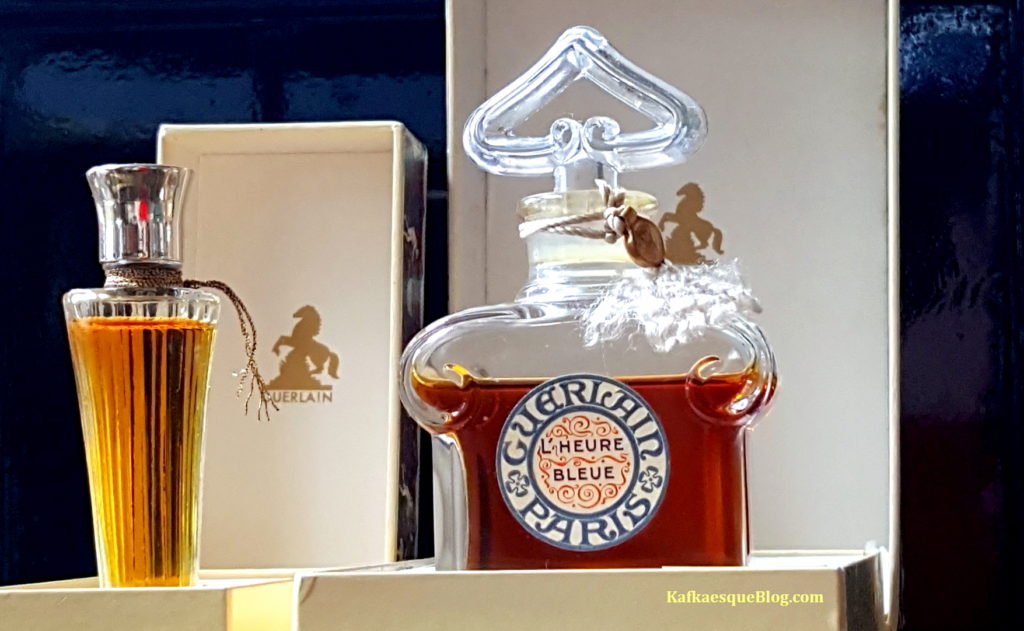 GUERLAIN
GUERLAIN
L'HEURE
BLEUE
PARIS
KafkaesqueBlog.com